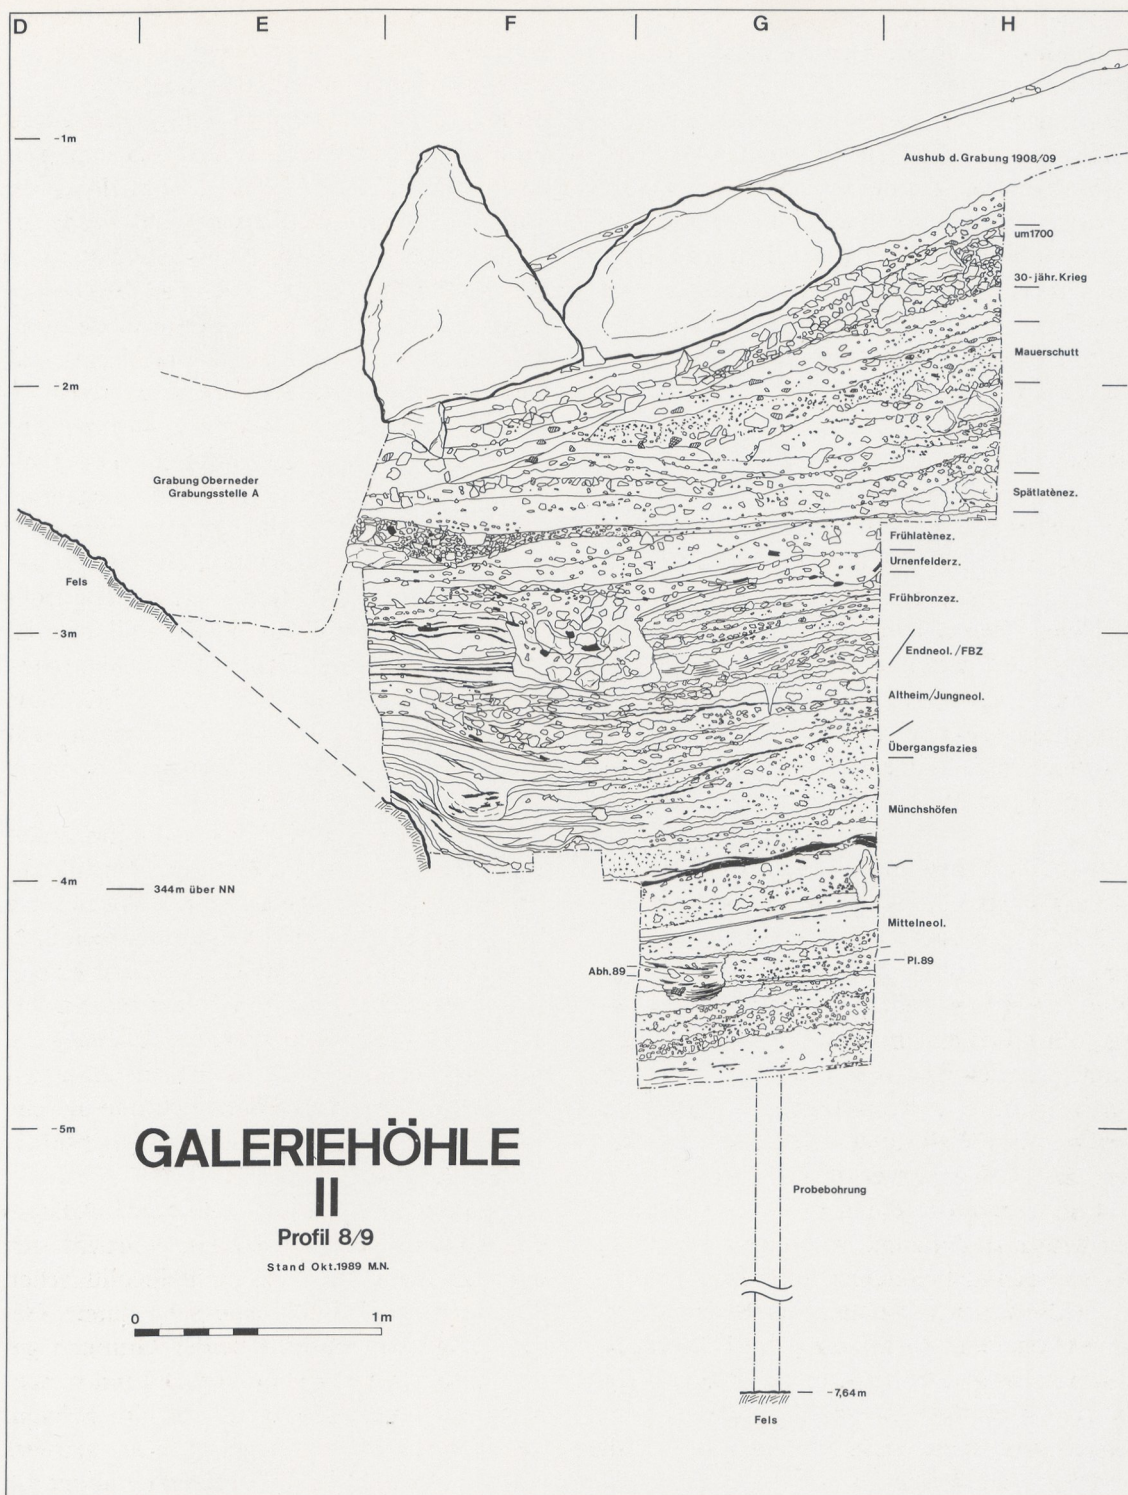 D E F G H
-1m
Aushub d. Grabung 1908/09
um1700
30-jähr. Krieg
Mauerschutt
-2m
Grabung Oberneder
Grabungsstelle A
Spätlatènez.
Frühlatènez.
Urnenfelderz.
Fels
Frühbronzez.
-3m
Endneol./FBZ
Altheim/Jungneol.
Übergangsfazies
Münchshöfen
-4m
344m über NN
Mittelneol.
Abh.89
Pl.89
-5m
GALERIEHÖHLE
II
Profil 8/9
Stand Okt.1989 M.N.
Probebohrung
0 1m
-7,64m
Fels